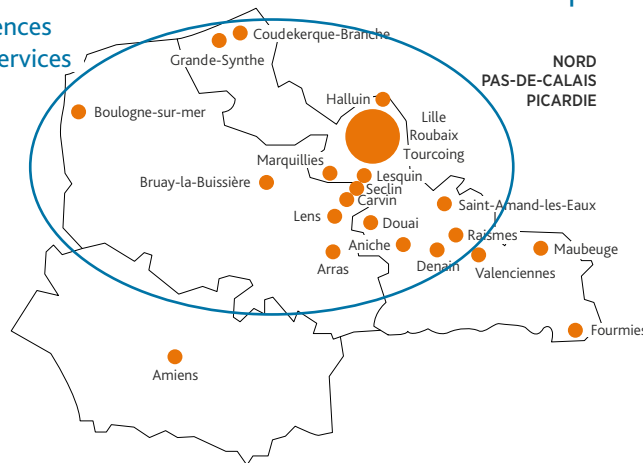 ences
ervices
Coudekerque-Branche
Grande-Synthe
NORD
PAS-DE-CALAIS
PICARDIE
Halluin
Boulogne-sur-mer
Lille
Roubaix
Tourcoing
Marquillies
Lesquin
Bruay-la-Buissière
Seclin
Carvin
Saint-Amand-les-Eaux
Lens
Douai
Raismes
Aniche
Maubeuge
Arras
Denain
Valenciennes
Fournies
Amiens